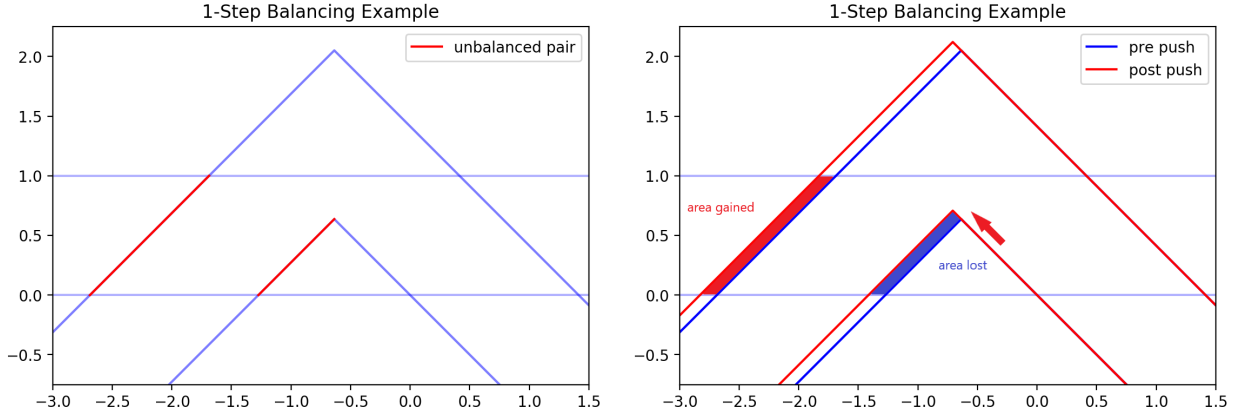 1-Step Balancing Example
unbalanced pair
2.0
1.5
1.0
0.5
0.0
−0.5
−3.0 −2.5 −2.0 −1.5 −1.0 −0.5 0.0 0.5 1.0 1.5
1-Step Balancing Example
pre push
post push
area gained
area lost
2.0
1.5
1.0
0.5
0.0
−0.5
−3.0 −2.5 −2.0 −1.5 −1.0 −0.5 0.0 0.5 1.0 1.5